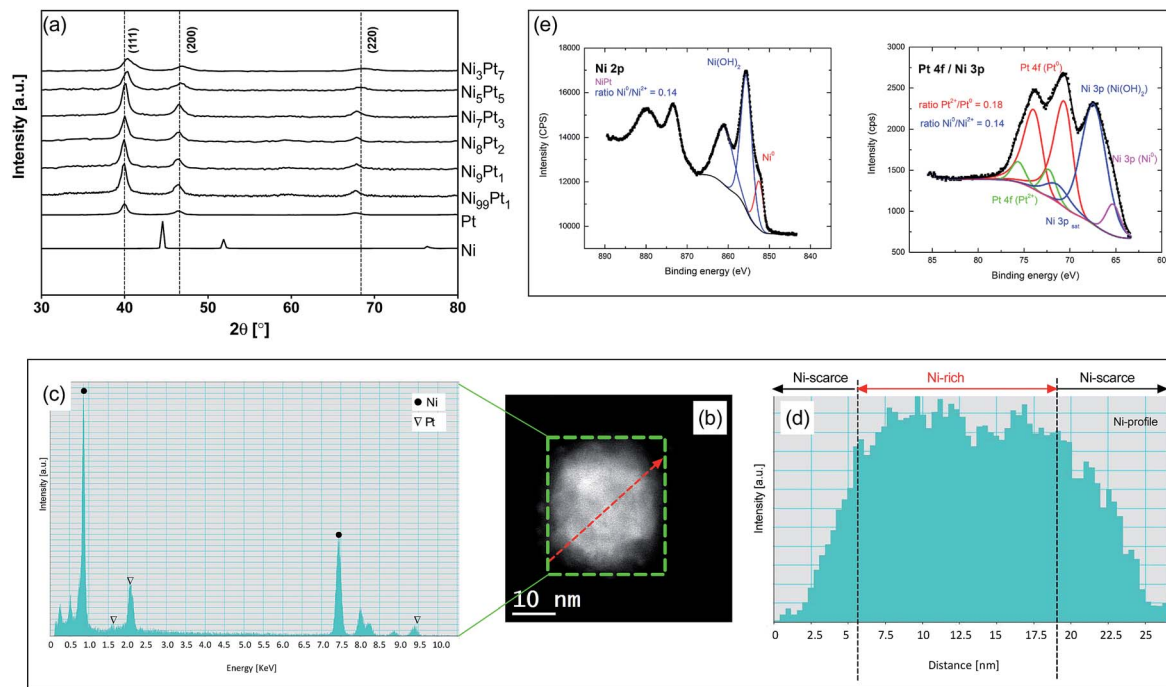 (a)
(111)
(200)
(220)
Ni3Pt7
Ni5Pt5
Ni7Pt3
Ni8Pt2
Ni9Pt1
Ni99Pt1
Pt
Ni
Intensity [a.u.]
30 40 50 60 70 80
2θ [°]
(e)
Ni 2p
NiPt
ratio Ni0/Ni2+ = 0.14
Ni(OH)2
Ni0
Intensity (CPS)
18000
16000
14000
12000
10000
890 880 870 860 850 840
Binding energy (eV)
Pt 4f / Ni 3p
Pt 4f (Pt0)
Ni 3p (Ni(OH)2)
ratio Pt2+/Pt0 = 0.18
ratio Ni0/Ni2+ = 0.14
Ni 3p (Ni0)
Pt 4f (Pt2+)
Ni 3p sat
Intensity (cps)
3000
2500
2000
1500
1000
500
85 80 75 70 65 60
Binding energy (eV)
(c)
Ni
Pt
Intensity [a.u.]
0 0.5 1.0 1.5 2.0 2.5 3.0 3.5 4.0 4.5 5.0 5.5 6.0 6.5 7.0 7.5 8.0 8.5 9.0 9.5 10.0
Energy [KeV]
(b)
10 nm
Ni-scarce Ni-rich Ni-scarce
(d)
Ni-profile
Intensity [a.u.]
0 2.5 5 7.5 10 12.5 15 17.5 20 22.5 25
Distance [nm]